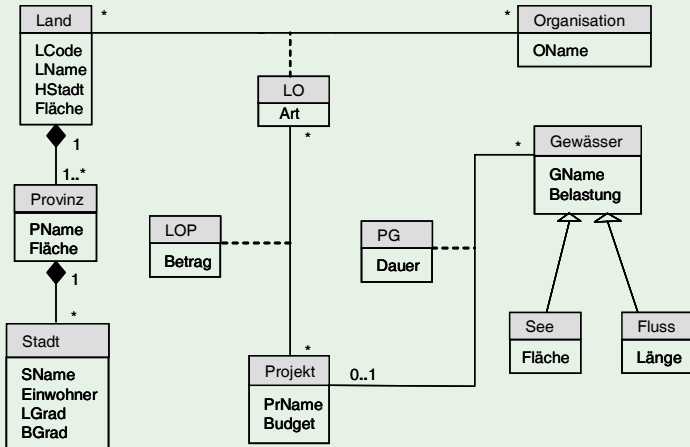 Land
*
*
Organisation
LCode
LName
HStadt
Fläche
OName
LO
Art
1
*
*
Gewässer
GName
Belastung
1..*
Provinz
PName
Fläche
LOP
Betrag
PG
Dauer
1
*
Stadt
SName
Einwohner
LGrad
BGrad
See
Fläche
Fluss
Länge
*
Projekt
0..1
PrName
Budget